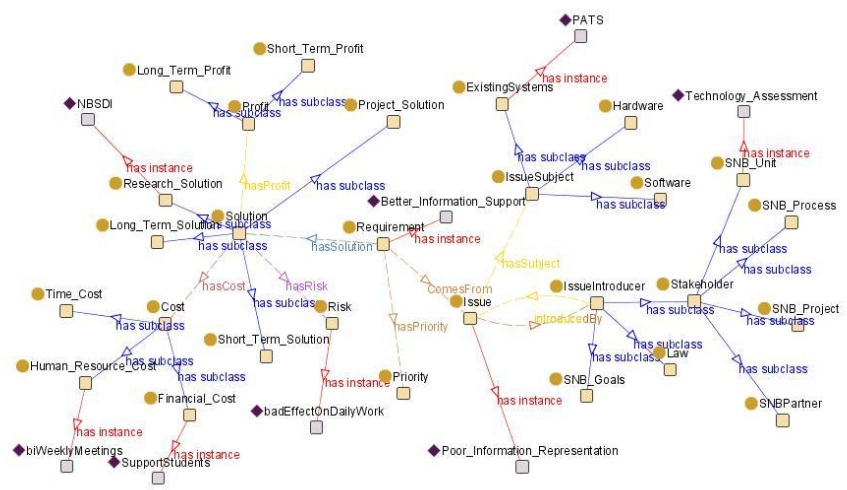 PATS
Short_Term_Profit
Long_Term_Profit
has instance
ExistingSystems
NBSDI
Profit
has subclass
has subclass
Project_Solution
Hardware
Technology_Assessment
has instance
has subclass
has subclass
has instance
SNB_Unit
Research_Solution
hasProfit
has subclass
IssueSubject
Software
has subclass
Better_Information_Support
SNB_Process
Long_Term_Solution
Solution
has subclass
has subclass
Requirement
has instance
hasSolution
hasSubject
has subclass
has subclass
hasCost
hasRisk
ComesFrom
IssueIntroducer
Stakeholder
Time_Cost
Cost
has subclass
Risk
Issue
has subclass
SNB_Project
has subclass
has subclass
hasPriority
introducedBy
Short_Term_Solution
has subclass
has subclass
Law
has subclass
Human_Resource_Cost
has subclass
has instance
Priority
SNB_Goals
Financial_Cost
badEffectOnDailyWork
has instance
SNBPartner
has instance
biWeeklyMeetings
SupportStudents
has instance
Poor_Information_Representation